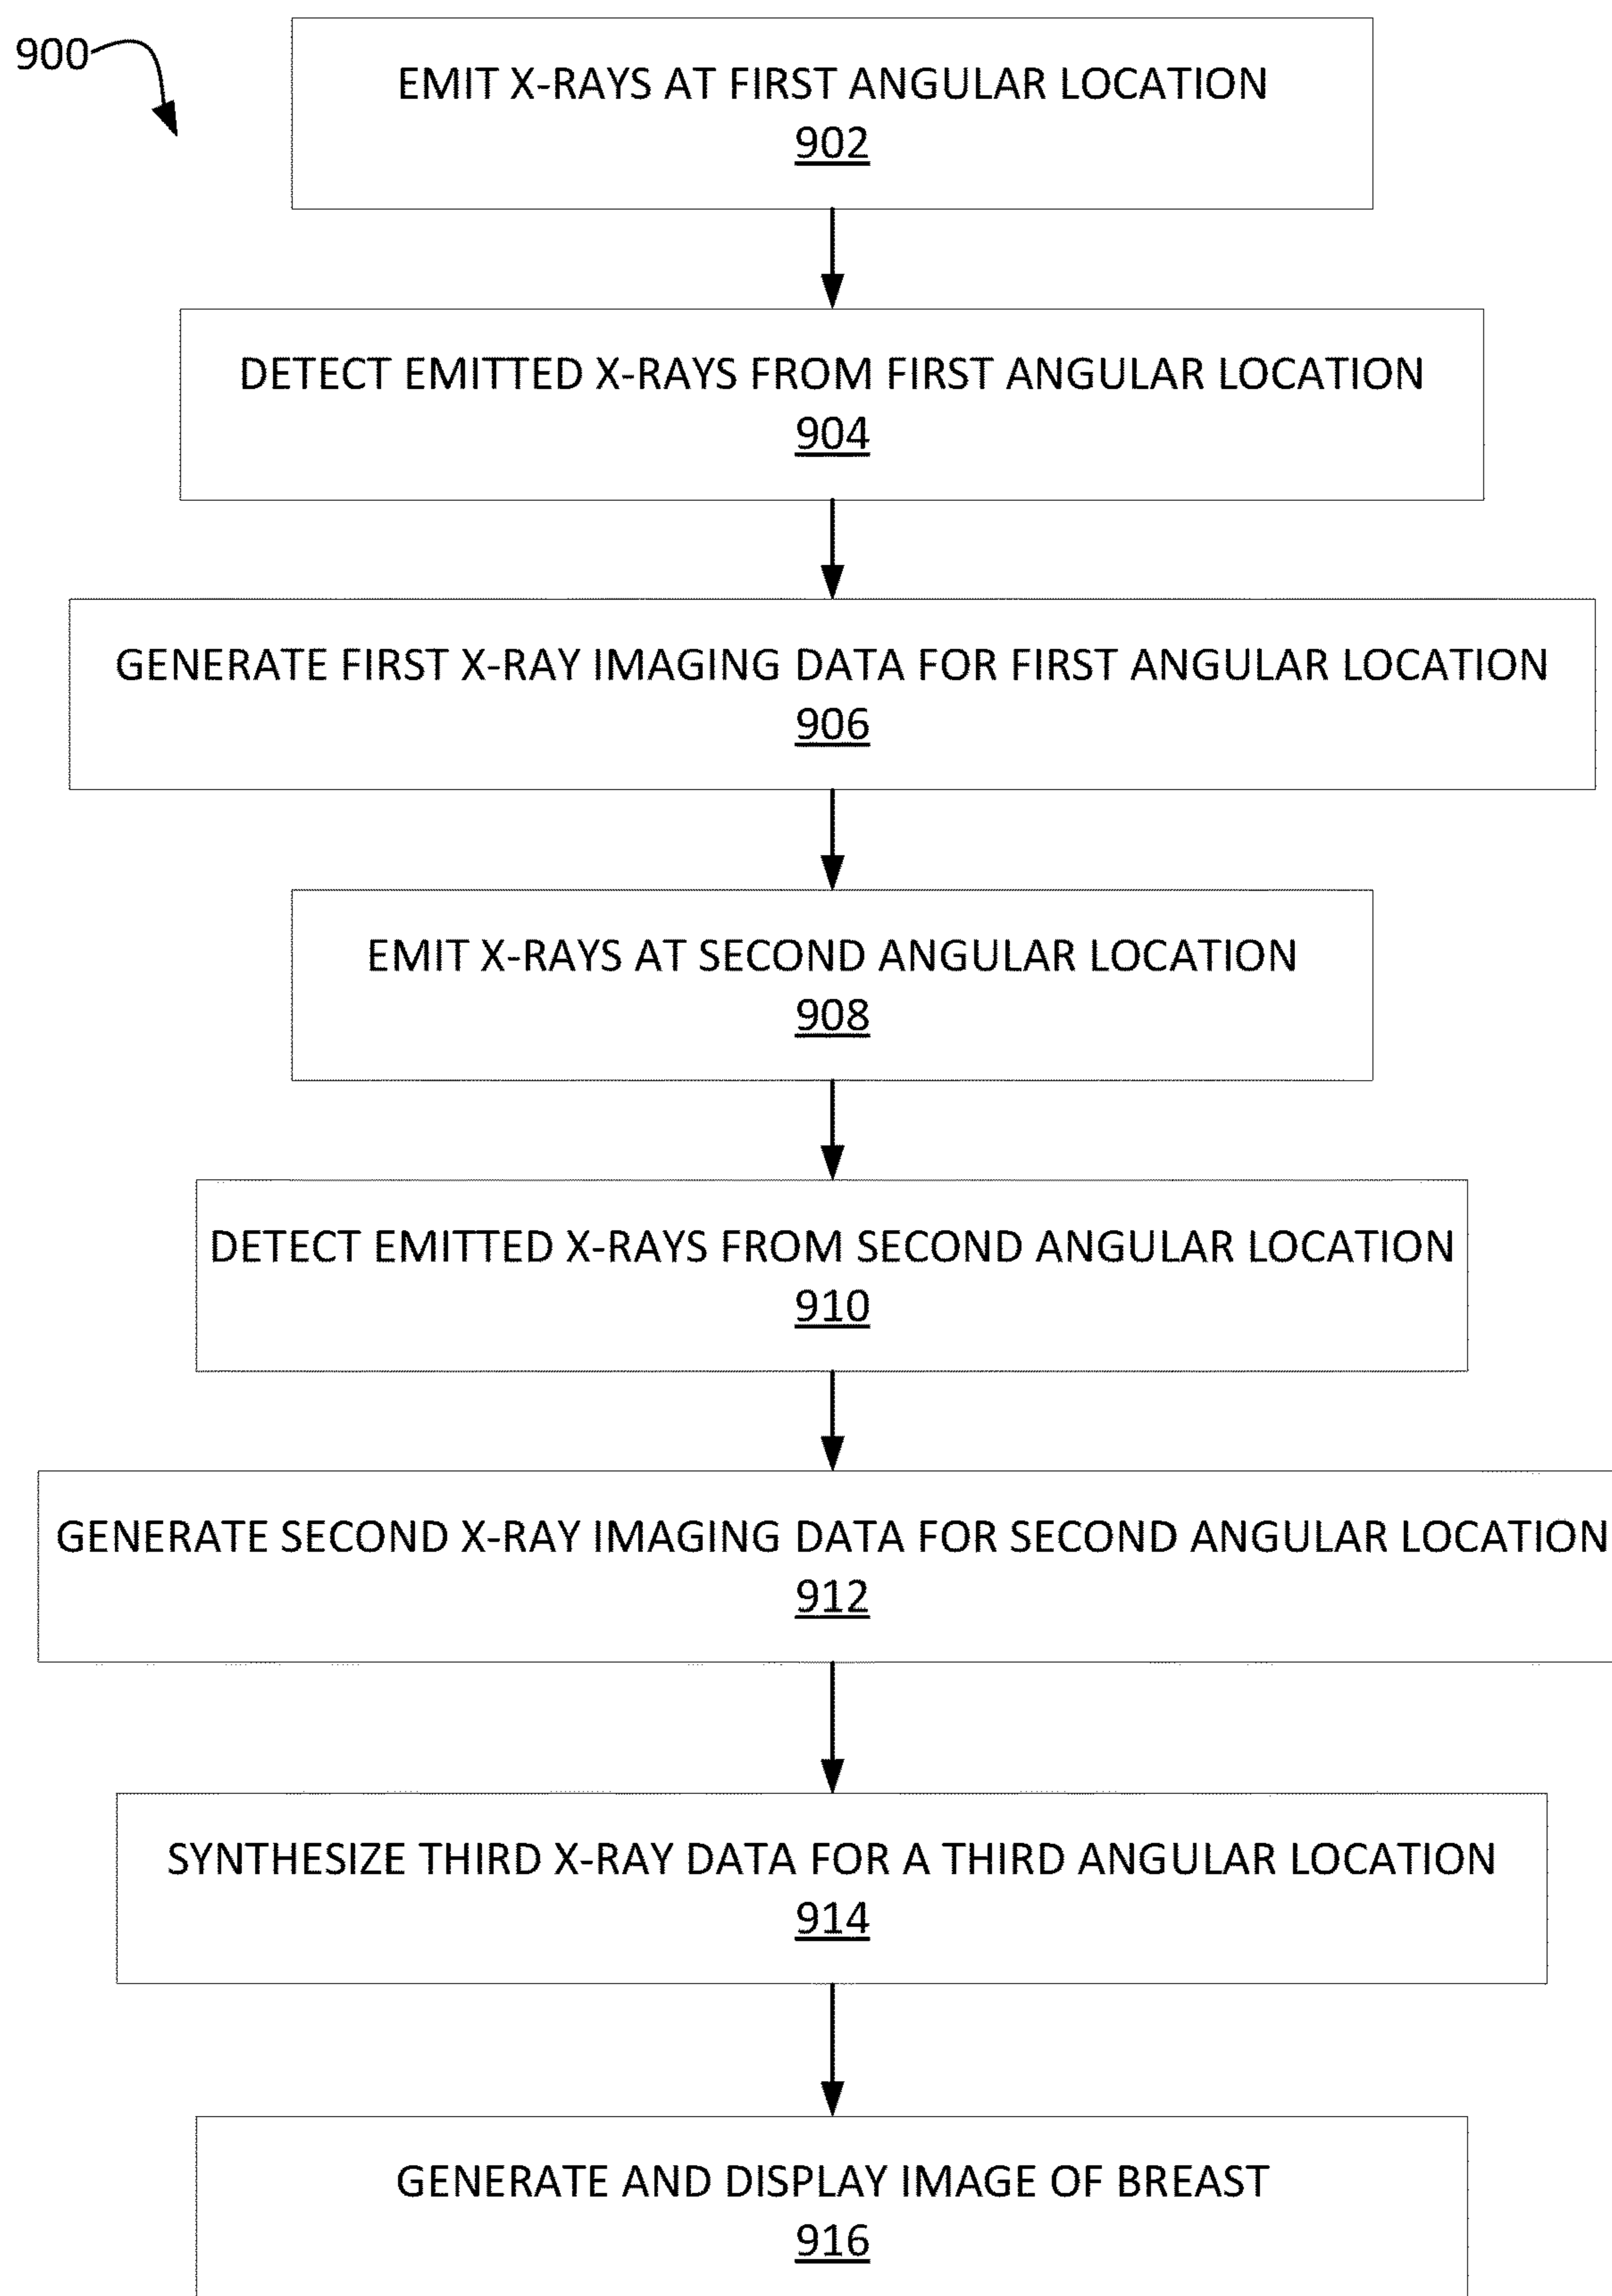 900
EMIT X-RAYS AT FIRST ANGULAR LOCATION
902
DETECT EMITTED X-RAYS FROM FIRST ANGULAR LOCATION
904
GENERATE FIRST X-RAY IMAGING DATA FOR FIRST ANGULAR LOCATION
906
EMIT X-RAYS AT SECOND ANGULAR LOCATION
908
DETECT EMITTED X-RAYS FROM SECOND ANGULAR LOCATION
910
GENERATE SECOND X-RAY IMAGING DATA FOR SECOND ANGULAR LOCATION
912
SYNTHESIZE THIRD X-RAY DATA FOR A THIRD ANGULAR LOCATION
914
GENERATE AND DISPLAY IMAGE OF BREAST
916